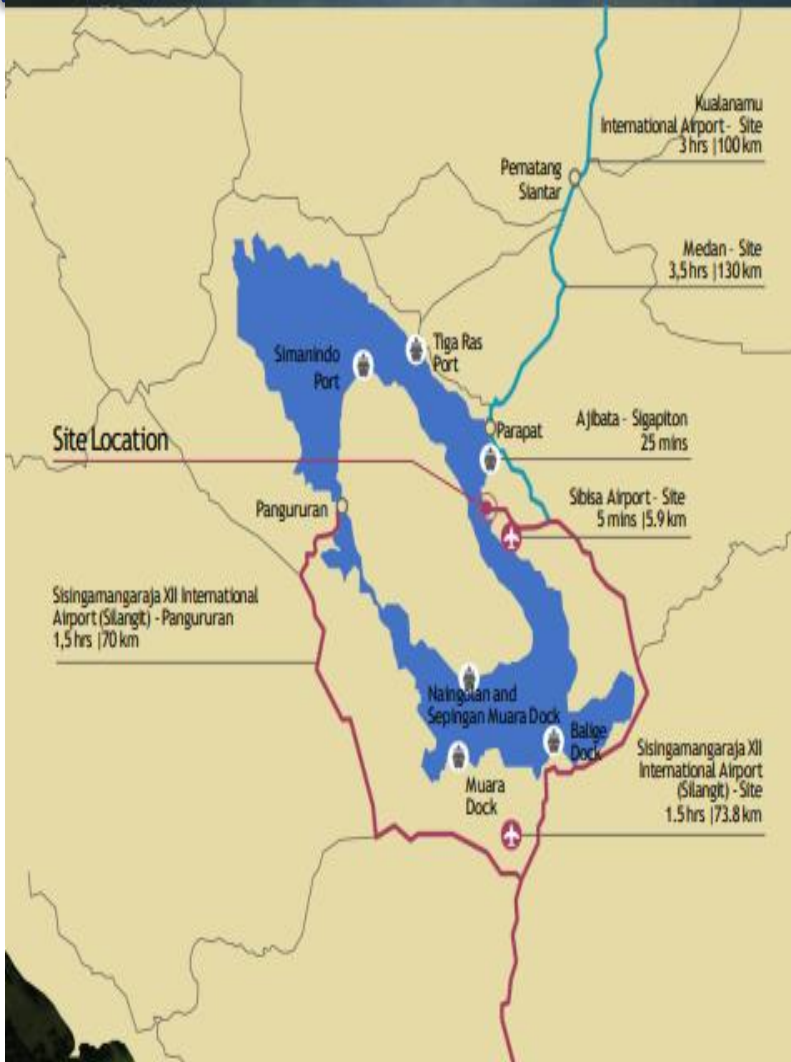 Kualanamu
International Airport - Site
3 hrs |100 km
Pematang
Siantar
Medan - Site
3,5 hrs |130 km
Tiga Ras
Port
Simanindo
Port
Parapat
Ajibata - Sigapiton
25 mins
Site Location
Sibisa Airport - Site
5 mins |5.9 km
Pangururan
Sisingamangaraja XII International
Airport (Silangit) - Pangururan
1,5 hrs |70 km
Naingolan and
Sepingan Muara Dock
Balige
Dock
Muara
Dock
Sisingamangaraja XII
International Airport
(Silangit) - Site
1.5 hrs |73.8 km